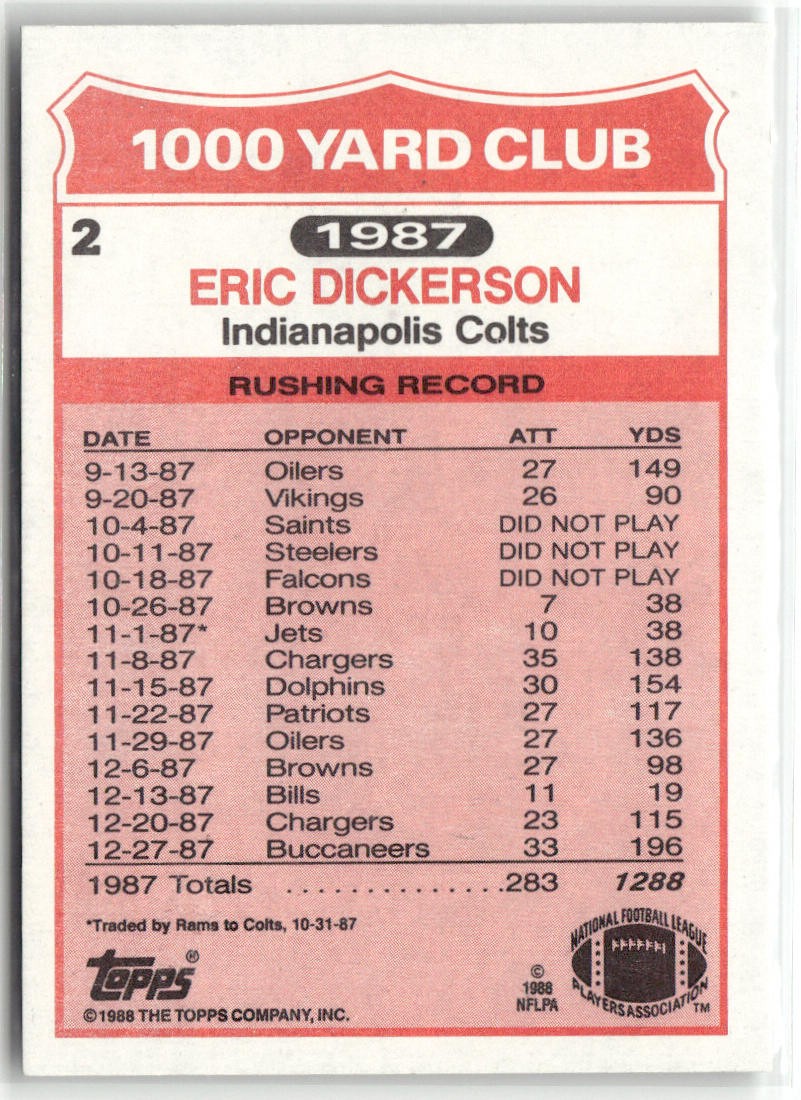 1000 YARD CLUB
2
1987
ERIC DICKERSON
Indianapolis Colts
RUSHING RECORD
DATE OPPONENT ATT YDS
9-13-87 Oilers 27 149
9-20-87 Vikings 26 90
10-4-87 Saints DID NOT PLAY
10-11-87 Steelers DID NOT PLAY
10-18-87 Falcons DID NOT PLAY
10-26-87 Browns 7 38
11-1-87* Jets 10 38
11-8-87 Chargers 35 138
11-15-87 Dolphins 30 154
11-22-87 Patriots 27 117
11-29-87 Oilers 27 136
12-6-87 Browns 27 98
12-13-87 Bills 11 19
12-20-87 Chargers 23 115
12-27-87 Buccaneers 33 196
1987 Totals ..............283 1288
*Traded by Rams to Colts, 10-31-87
topps®
©1988 THE TOPPS COMPANY, INC.
©
1988
NFLPA
NATIONAL FOOTBALL LEAGUE
PLAYERS ASSOCIATION™